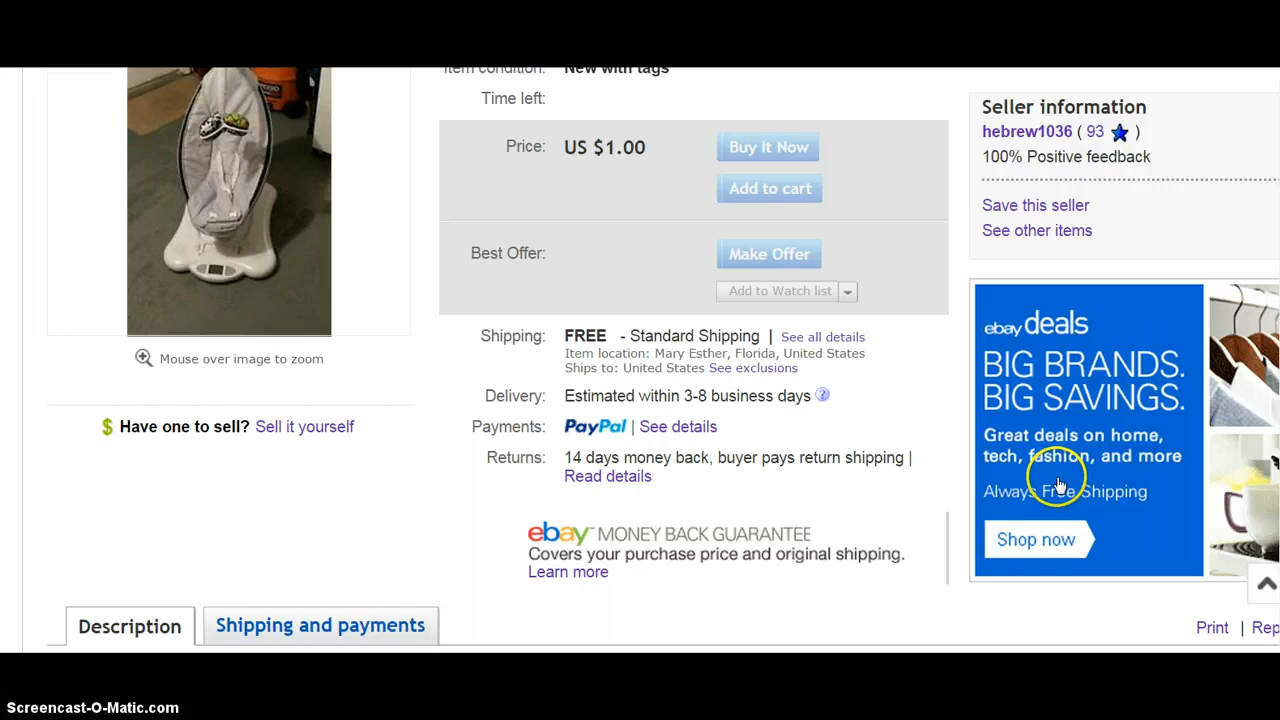 Item condition: New with tags
Time left:
Price: US $1.00 Buy It Now
Add to cart
Best Offer: Make Offer
Add to Watch list
Shipping: FREE - Standard Shipping | See all details
Item location: Mary Esther, Florida, United States
Ships to: United States See exclusions
Delivery: Estimated within 3-8 business days ?
Payments: PayPal | See details
Returns: 14 days money back, buyer pays return shipping |
Read details
ebay MONEY BACK GUARANTEE
Covers your purchase price and original shipping.
Learn more
Mouse over image to zoom
$ Have one to sell? Sell it yourself
Seller information
hebrew1036 ( 93 )
100% Positive feedback
Save this seller
See other items
ebay deals
BIG BRANDS.
BIG SAVINGS.
Great deals on home,
tech, fashion, and more
Always Free Shipping
Shop now
Description
Shipping and payments
Print | Rep
Screencast-O-Matic.com